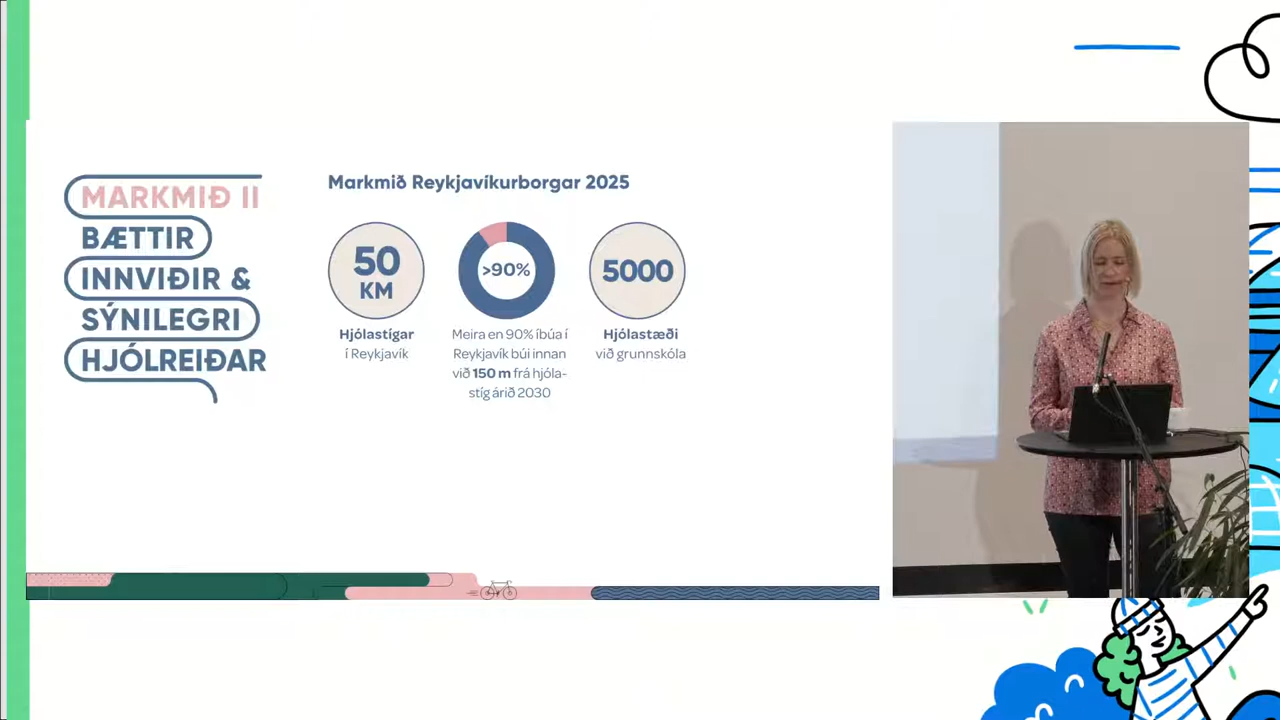 MARKMIÐ II
BÆTTIR
INNVIÐIR &
SÝNILEGRI
HJÓLREIÐAR
Markmið Reykjavíkurborgar 2025
50
KM
Hjólastígar
í Reykjavík
>90%
Meira en 90% íbúa í
Reykjavík búi innan
við 150 m frá hjóla-
stíg árið 2030
5000
Hjólastæði
við grunnskóla